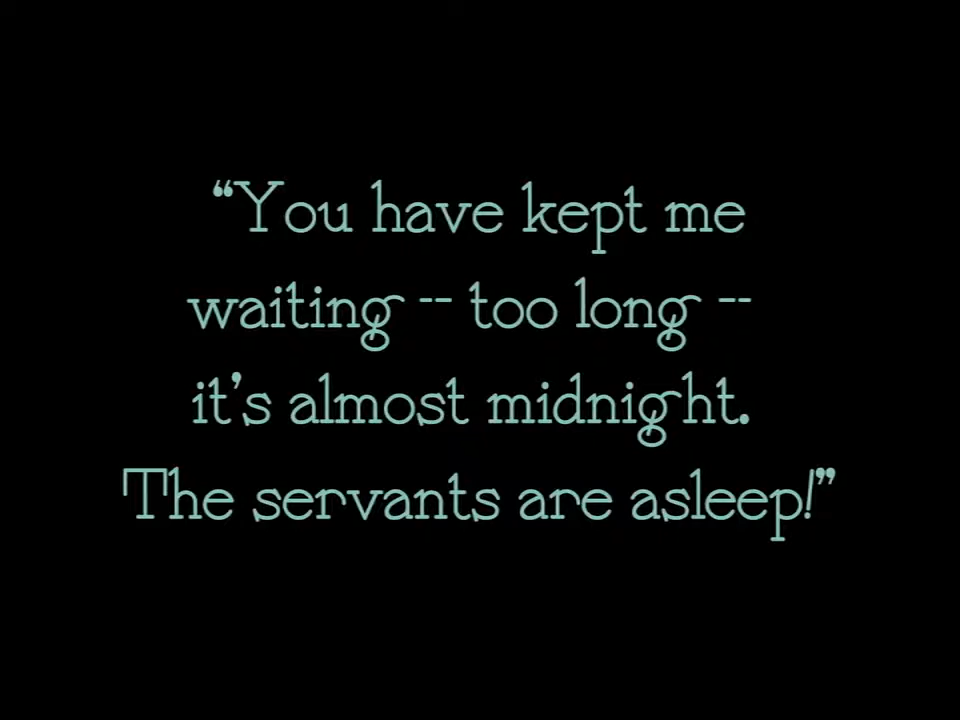 “You have kept me
waiting -- too long --
it’s almost midnight.
The servants are asleep!”